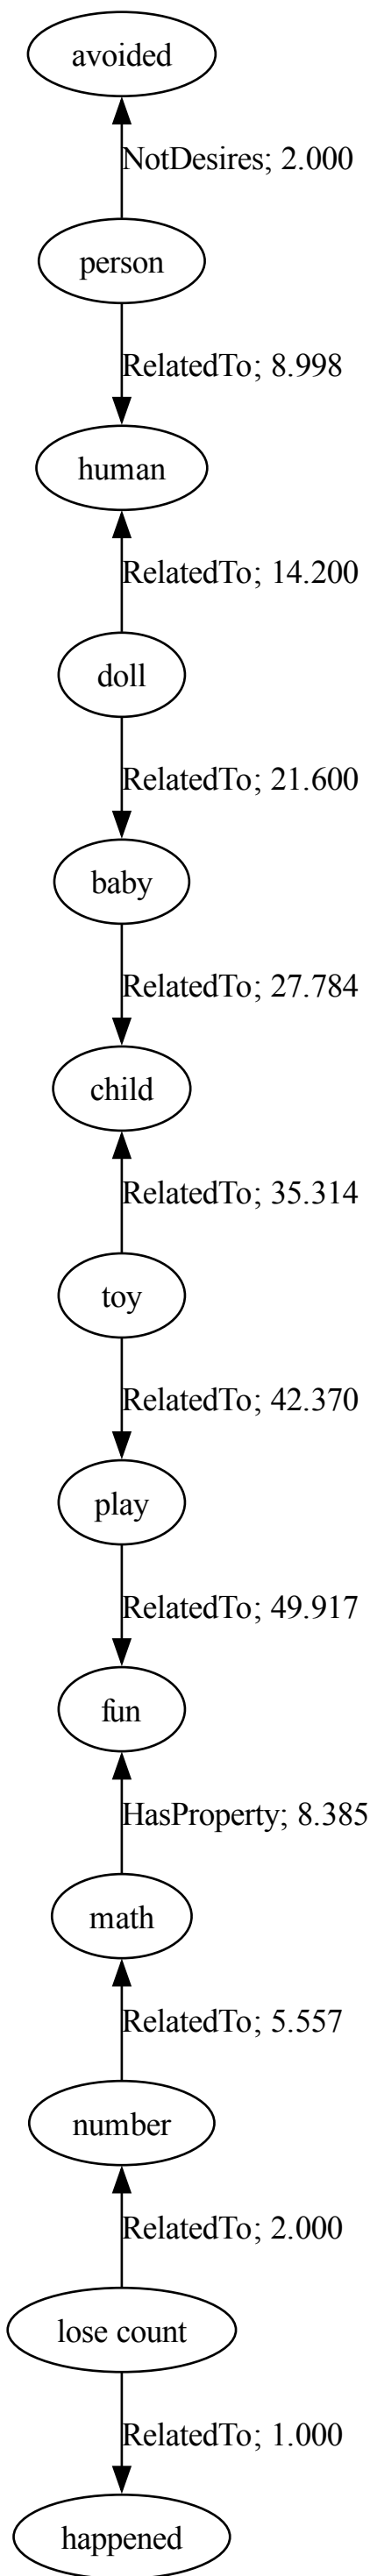 avoided
NotDesires; 2.000
person
RelatedTo; 8.998
human
RelatedTo; 14.200
doll
RelatedTo; 21.600
baby
RelatedTo; 27.784
child
RelatedTo; 35.314
toy
RelatedTo; 42.370
play
RelatedTo; 49.917
fun
HasProperty; 8.385
math
RelatedTo; 5.557
number
RelatedTo; 2.000
lose count
RelatedTo; 1.000
happened